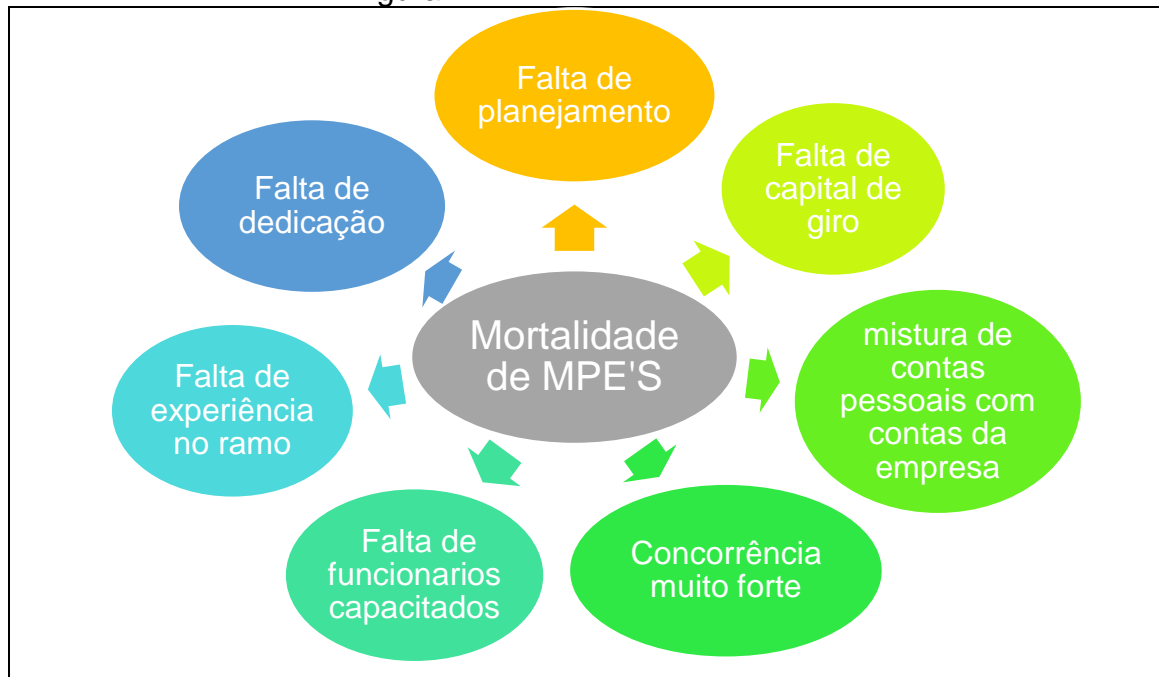 Falta de
planejamento
Falta de
capital de
giro
mistura de
contas
pessoais com
contas da
empresa
Concorrência
muito forte
Falta de
funcionarios
capacitados
Falta de
experiência
no ramo
Falta de
dedicação
Mortalidade
de MPE'S